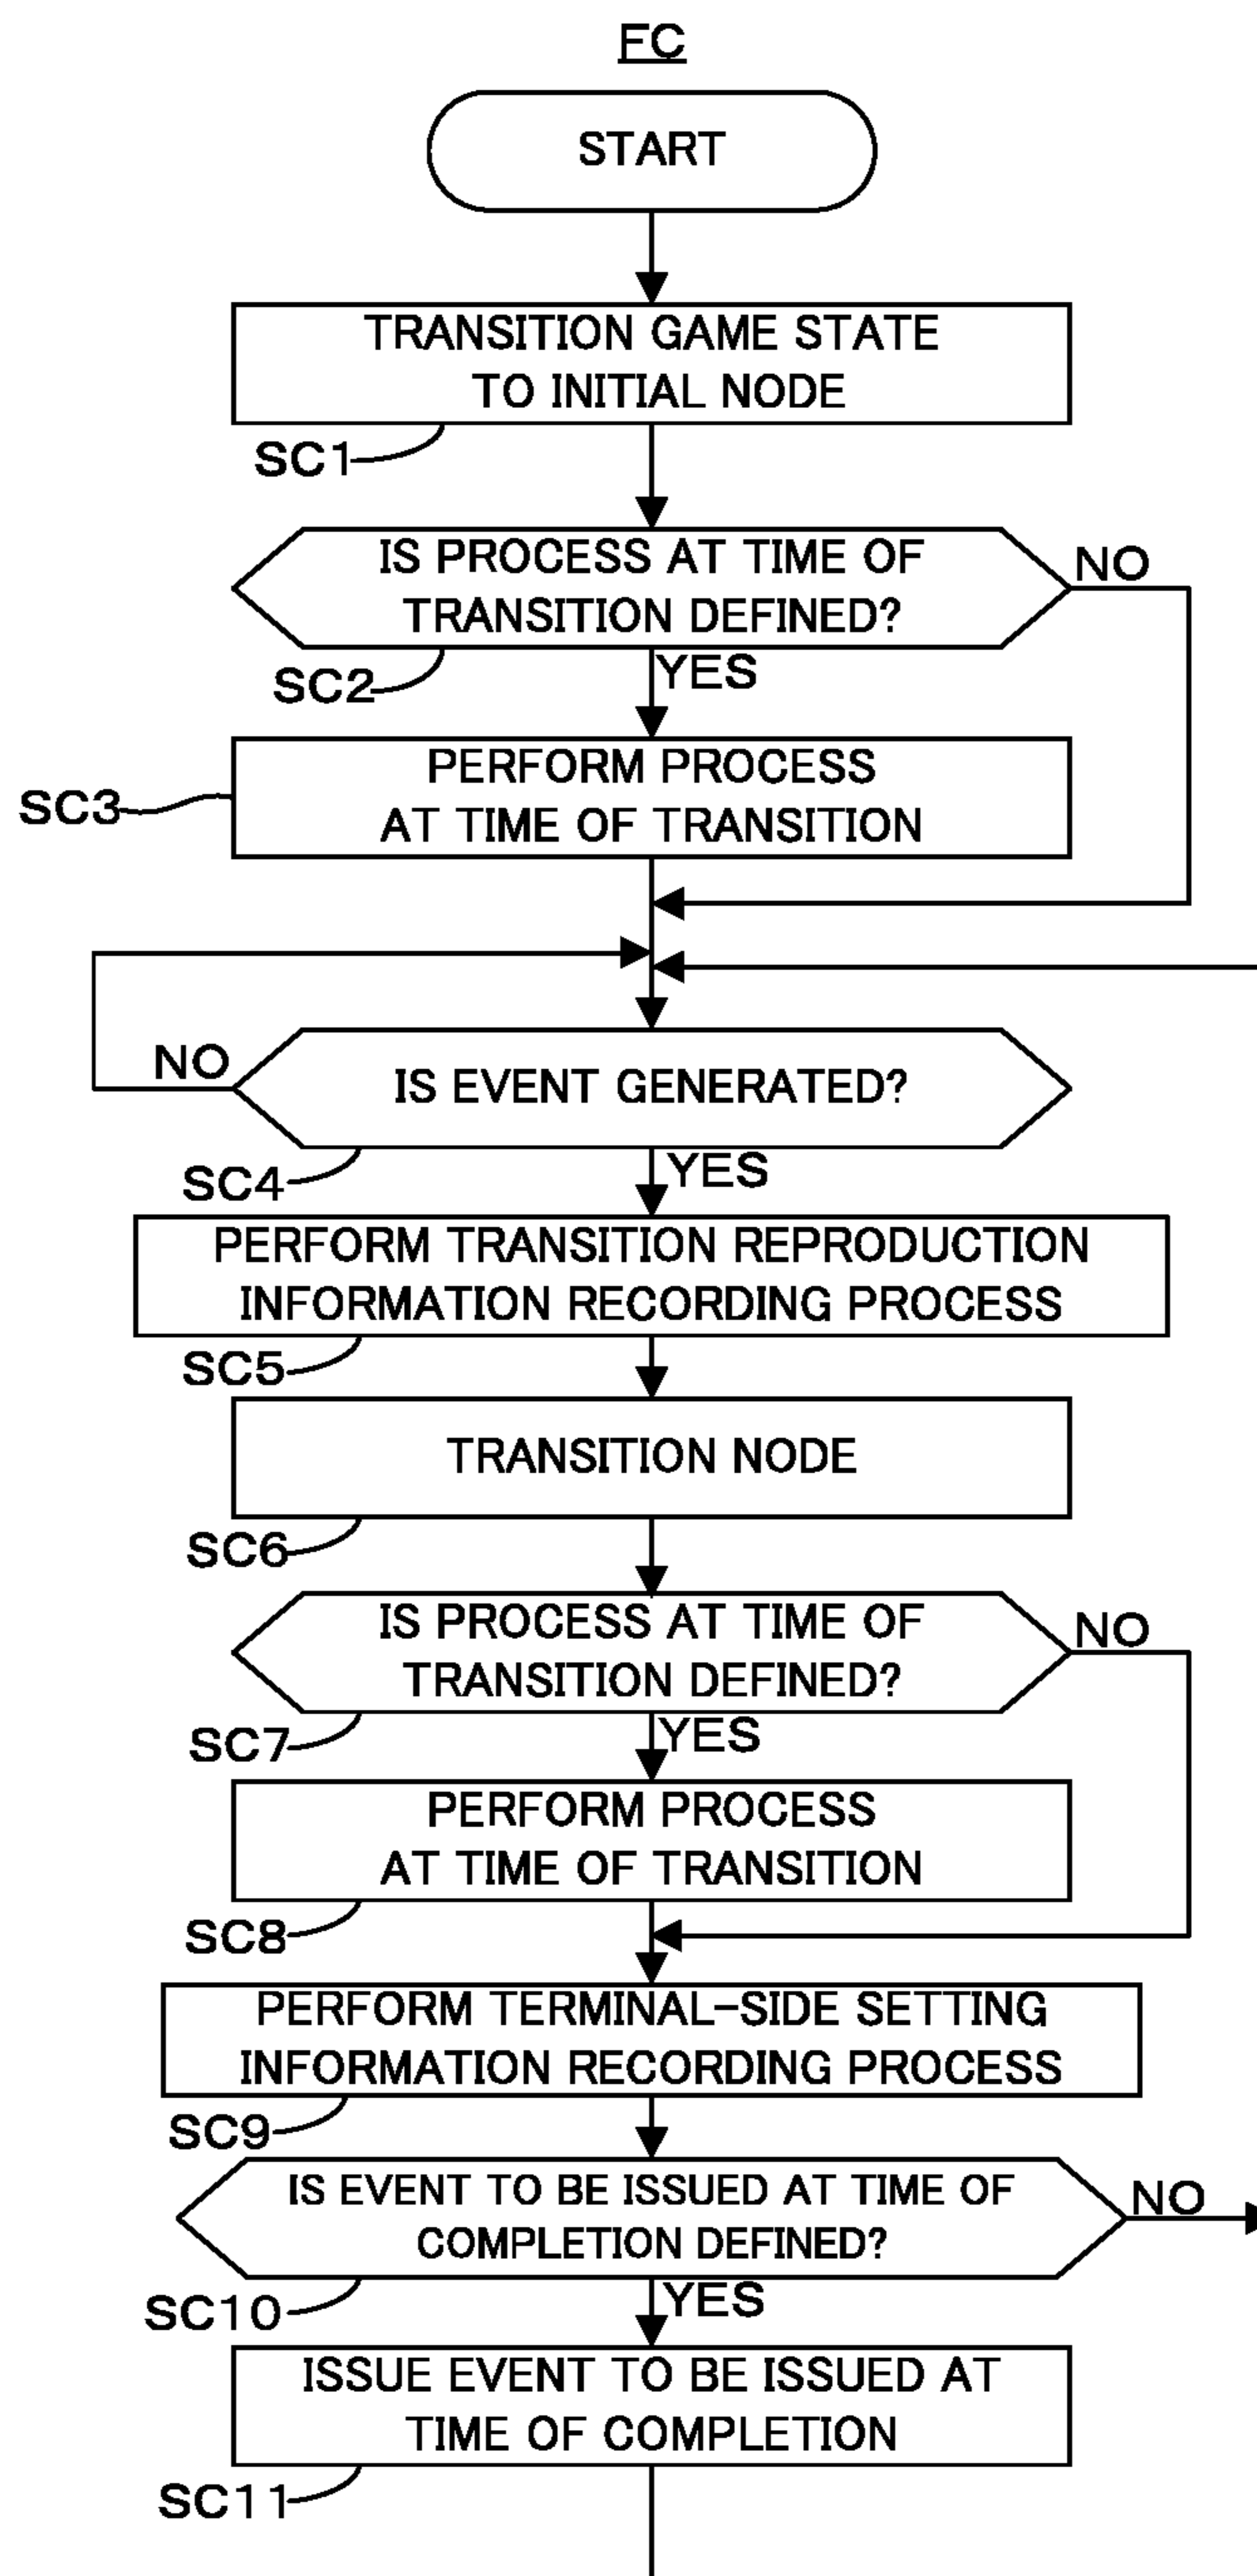 FC
START
TRANSITION GAME STATE
TO INITIAL NODE
SC1
IS PROCESS AT TIME OF
TRANSITION DEFINED?
NO
SC2
YES
PERFORM PROCESS
AT TIME OF TRANSITION
SC3
IS EVENT GENERATED?
NO
SC4
YES
PERFORM TRANSITION REPRODUCTION
INFORMATION RECORDING PROCESS
SC5
TRANSITION NODE
SC6
IS PROCESS AT TIME OF
TRANSITION DEFINED?
NO
SC7
YES
PERFORM PROCESS
AT TIME OF TRANSITION
SC8
PERFORM TERMINAL-SIDE SETTING
INFORMATION RECORDING PROCESS
SC9
IS EVENT TO BE ISSUED AT TIME OF
COMPLETION DEFINED?
NO
SC10
YES
ISSUE EVENT TO BE ISSUED AT
TIME OF COMPLETION
SC11